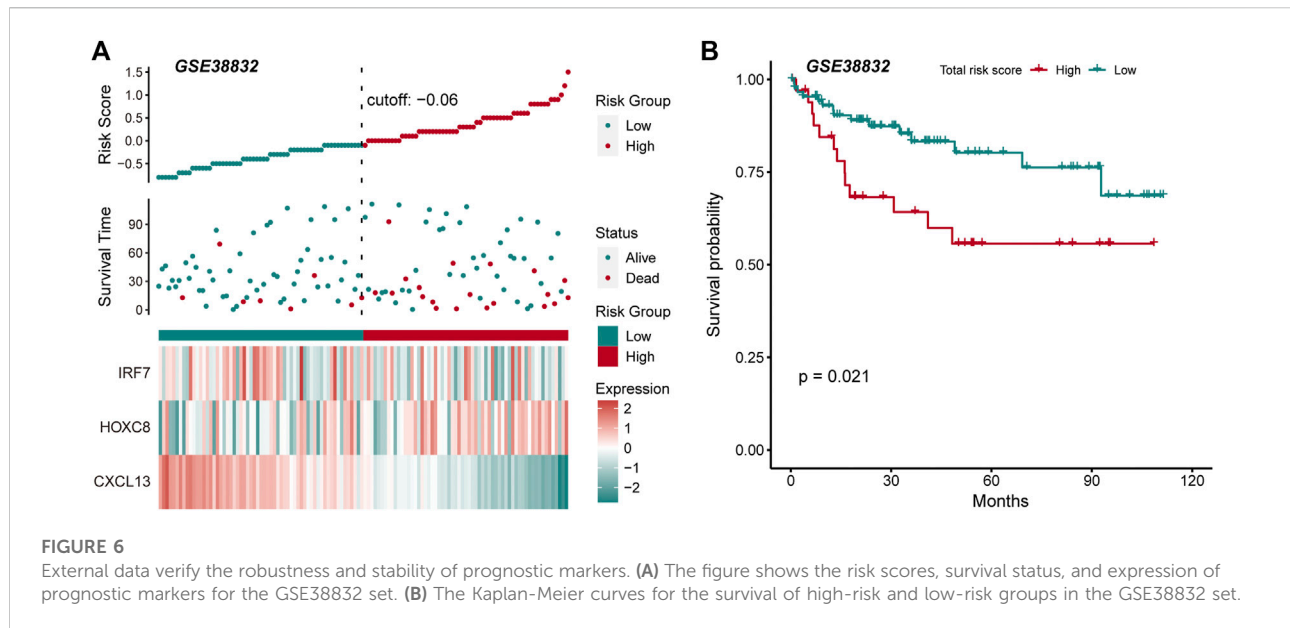 A
GSE38832
Risk Score
1.5
1.0
0.5
0.0
−0.5
cutoff: −0.06
Risk Group
Low
High
Survival Time
90
60
30
0
Status
Alive
Dead
Risk Group
Low
High
IRF7
HOXC8
CXCL13
Expression
2
1
0
−1
−2
B
GSE38832
Total risk score High Low
Survival probability
1.00
0.75
0.50
0.25
0.00
p = 0.021
0 30 60 90 120
Months
FIGURE 6
External data verify the robustness and stability of prognostic markers. (A) The figure shows the risk scores, survival status, and expression of
prognostic markers for the GSE38832 set. (B) The Kaplan-Meier curves for the survival of high-risk and low-risk groups in the GSE38832 set.